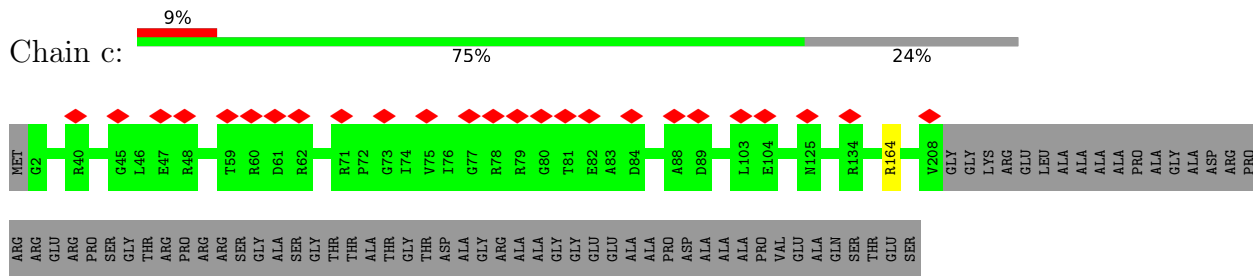 9%
Chain c:
75% 24%
MET G2 R40 G45 L46 E47 R48 T59 R60 D61 R62 R71 P72 G73 I74 V75 I76 G77 R78 R79 G80 T81 E82 A83 D84 A88 D89 L103 E104 N125 R134 R164 V208 GLY GLY LYS ARG GLU LEU ALA ALA ALA ALA PRO ALA GLY ALA ASP ARG PRO
ARG ARG GLU ARG PRO SER GLY THR ARG PRO ARG ARG SER GLY ALA SER GLY THR THR ALA THR GLY THR ASP ALA GLY ARG ALA ALA GLY GLY GLU GLU ALA ALA PRO ASP ALA ALA ALA PRO VAL GLU ALA GLN SER THR GLU SER